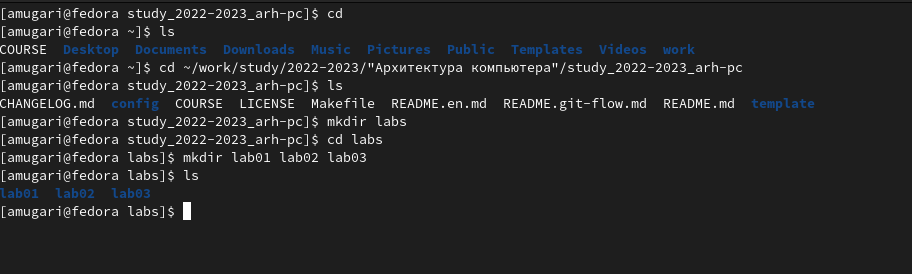 [amugari@fedora study_2022-2023_arh-pc]$ cd
[amugari@fedora ~]$ ls
COURSE Desktop Documents Downloads Music Pictures Public Templates Videos work
[amugari@fedora ~]$ cd ~/work/study/2022-2023/"Архитектура компьютера"/study_2022-2023_arh-pc
[amugari@fedora study_2022-2023_arh-pc]$ ls
CHANGELOG.md config COURSE LICENSE Makefile README.en.md README.git-flow.md README.md template
[amugari@fedora study_2022-2023_arh-pc]$ mkdir labs
[amugari@fedora study_2022-2023_arh-pc]$ cd labs
[amugari@fedora labs]$ mkdir lab01 lab02 lab03
[amugari@fedora labs]$ ls
lab01 lab02 lab03
[amugari@fedora labs]$